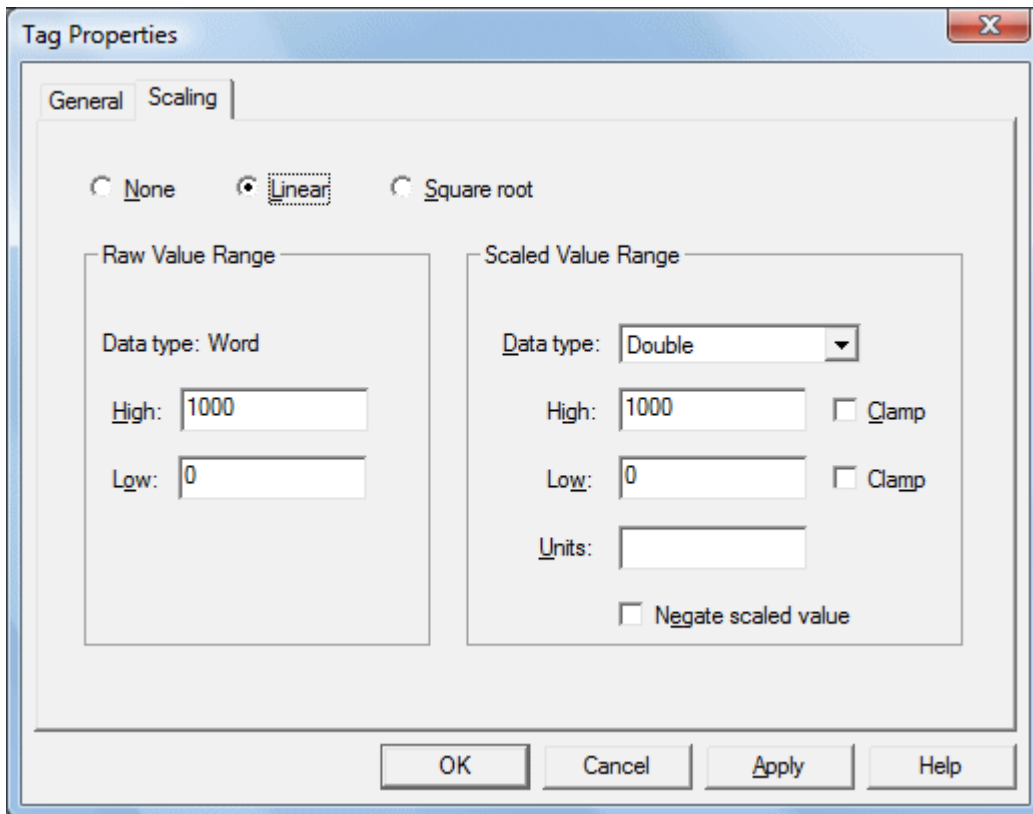 Tag Properties
General Scaling
None Linear Square root
Raw Value Range
Data type: Word
High: 1000
Low: 0
Scaled Value Range
Data type: Double
High: 1000 Clamp
Low: 0 Clamp
Units:
Negate scaled value
OK Cancel Apply Help